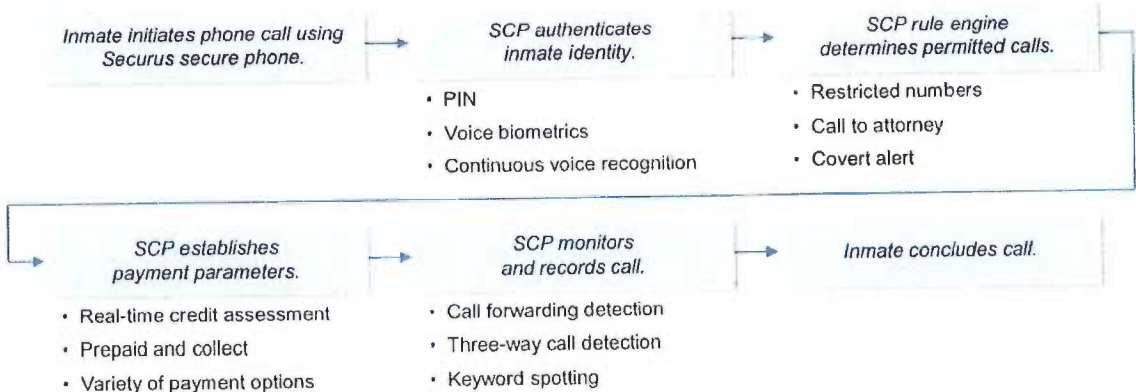 Inmate initiates phone call using
Securus secure phone.
SCP authenticates
inmate identity.
• PIN
• Voice biometrics
• Continuous voice recognition
SCP rule engine
determines permitted calls.
• Restricted numbers
• Call to attorney
• Covert alert
SCP establishes
payment parameters.
• Real-time credit assessment
• Prepaid and collect
• Variety of payment options
SCP monitors
and records call.
• Call forwarding detection
• Three-way call detection
• Keyword spotting
Inmate concludes call.